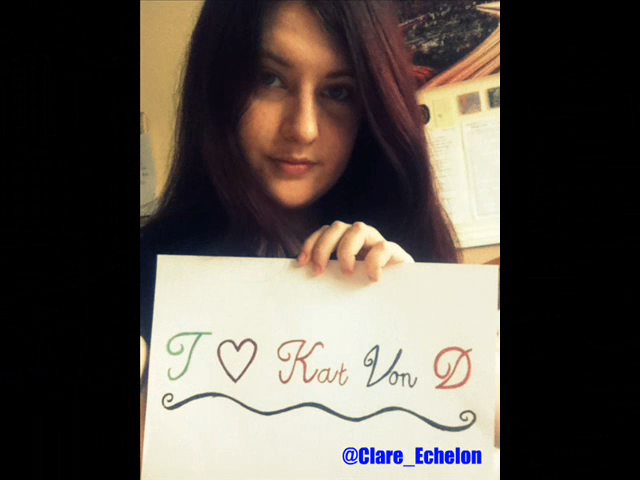 I ♡ Kat Von D
@Clare_Echelon